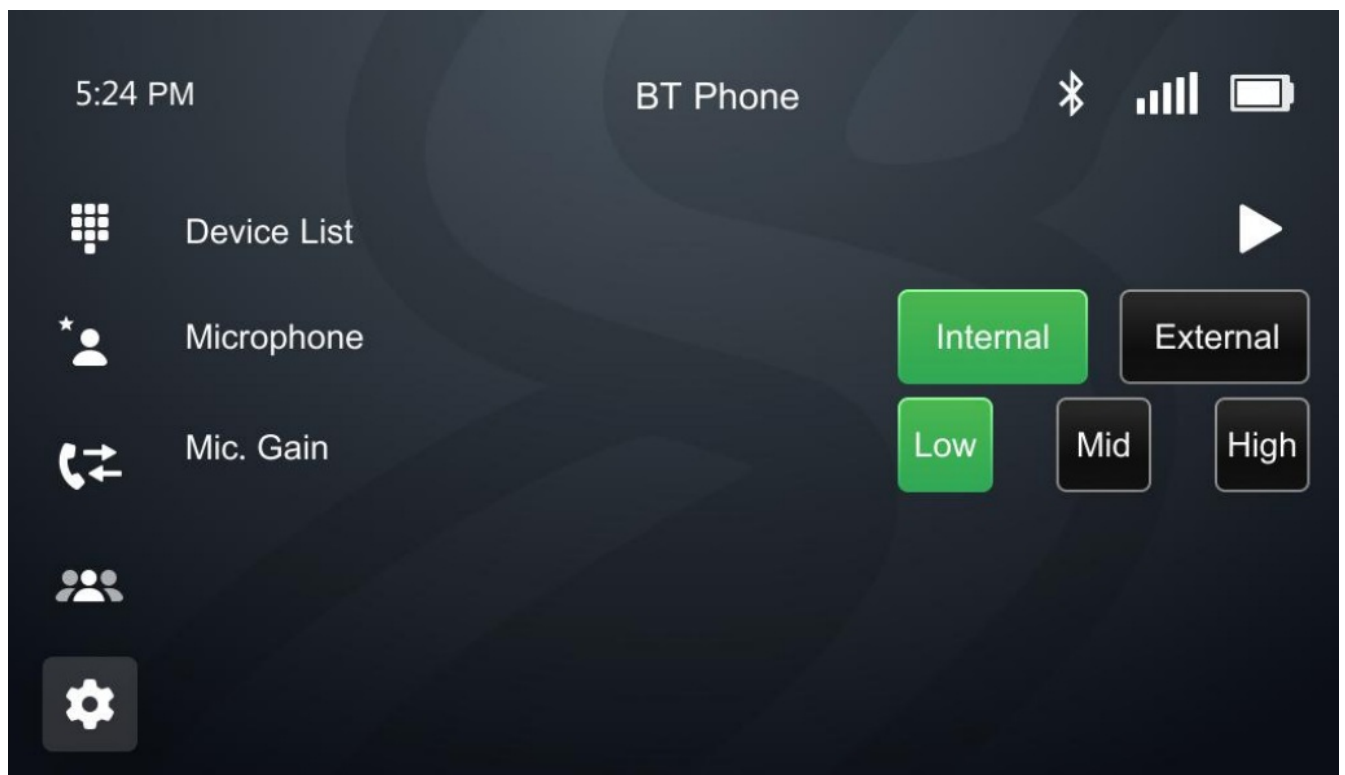 5:24 PM BT Phone
Device List
Microphone Internal External
Mic. Gain Low Mid High